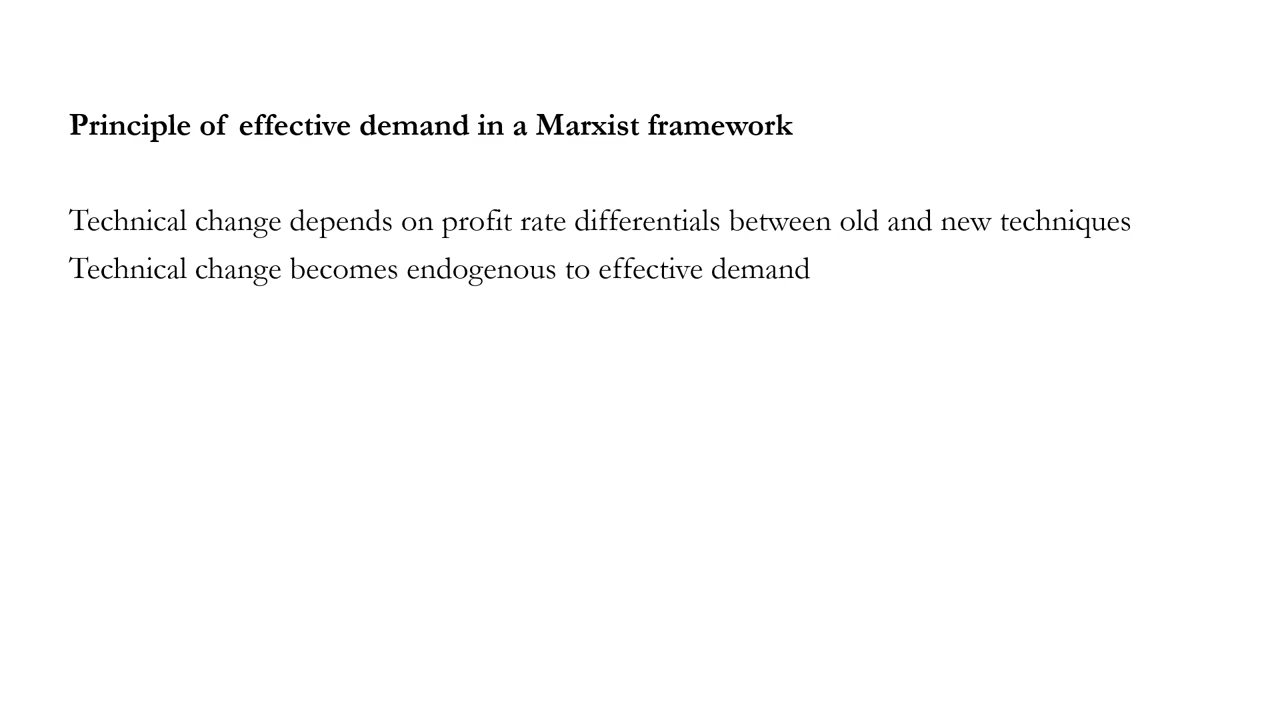 Principle of effective demand in a Marxist framework
Technical change depends on profit rate differentials between old and new techniques
Technical change becomes endogenous to effective demand